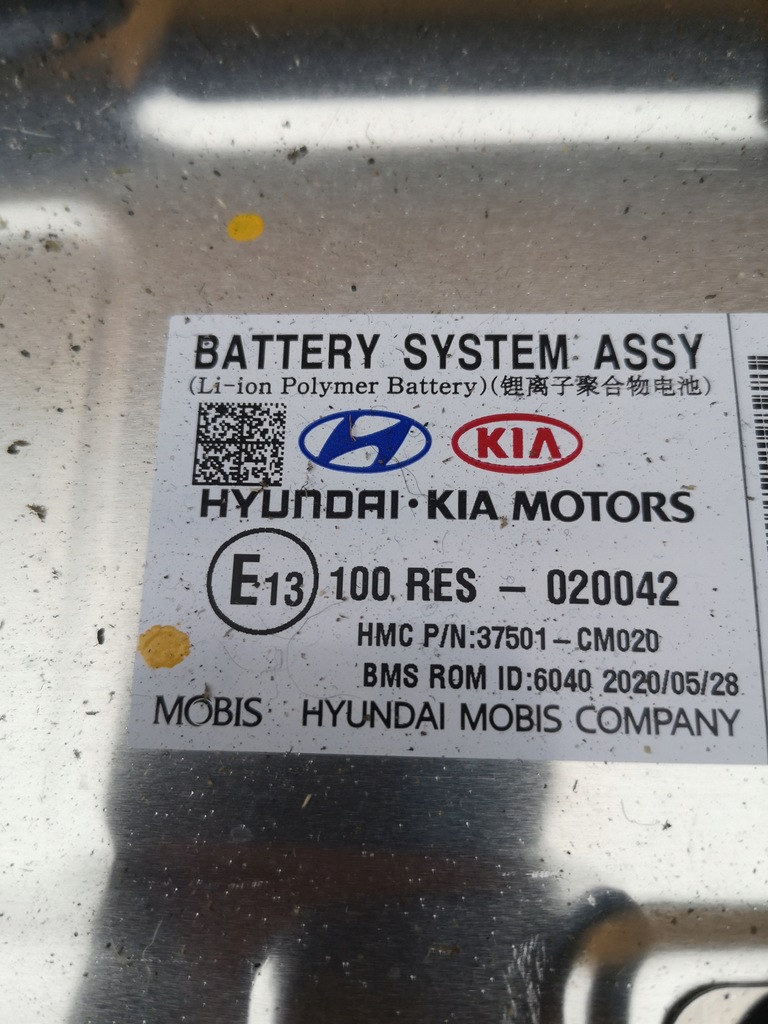 BATTERY SYSTEM ASSY
(Li-ion Polymer Battery)(锂离子聚合物电池)
KIA
HYUNDAI·KIA MOTORS
E13 100 RES - 020042
HMC P/N:37501-CM020
BMS ROM ID:6040 2020/05/28
MOBIS HYUNDAI MOBIS COMPANY